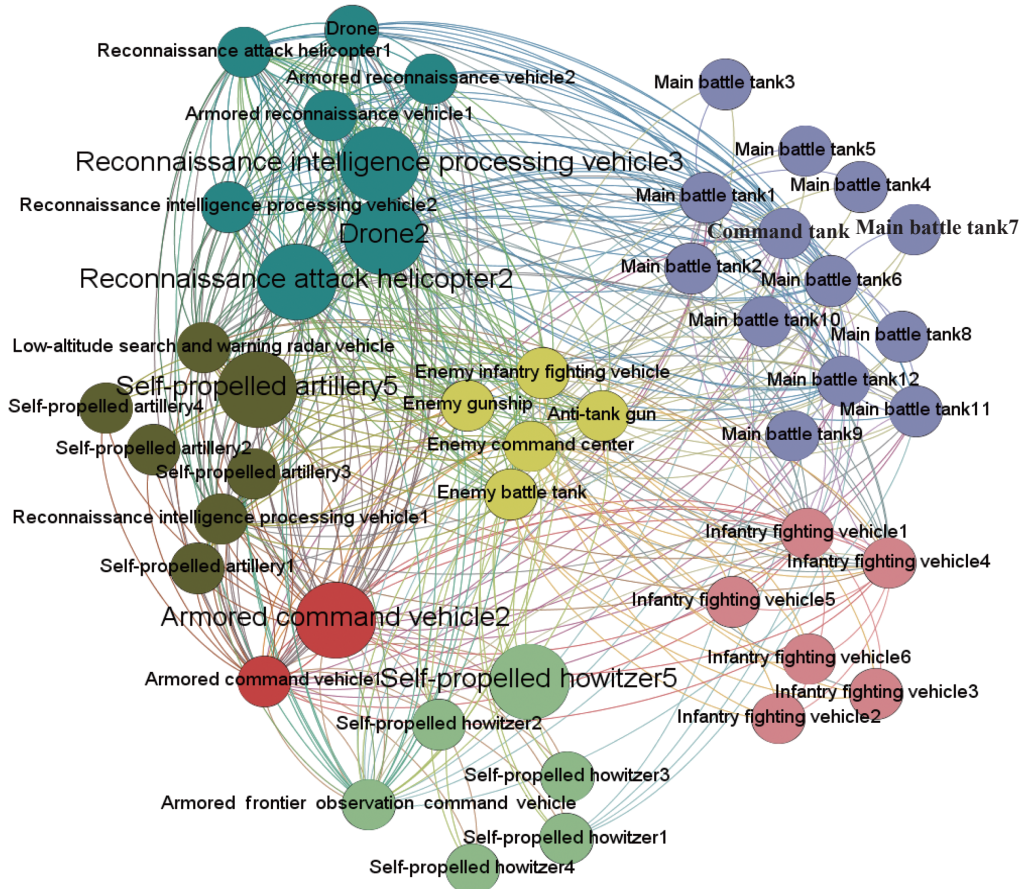 Drone
Reconnaissance attack helicopter1
Armored reconnaissance vehicle2
Main battle tank3
Armored reconnaissance vehicle1
Main battle tank5
Reconnaissance intelligence processing vehicle3
Main battle tank4
Main battle tank1
Reconnaissance intelligence processing vehicle2
Command tank
Main battle tank7
Drone2
Main battle tank2
Main battle tank6
Reconnaissance attack helicopter2
Main battle tank10
Main battle tank8
Low-altitude search and warning radar vehicle
Enemy infantry fighting vehicle
Main battle tank12
Self-propelled artillery5
Self-propelled artillery4
Enemy gunship
Anti-tank gun
Main battle tank11
Main battle tank9
Self-propelled artillery2
Enemy command center
Self-propelled artillery3
Enemy battle tank
Reconnaissance intelligence processing vehicle1
Infantry fighting vehicle1
Self-propelled artillery1
Infantry fighting vehicle4
Infantry fighting vehicle5
Armored command vehicle2
Infantry fighting vehicle6
Armored command vehicle1
Self-propelled howitzer5
Infantry fighting vehicle3
Infantry fighting vehicle2
Self-propelled howitzer2
Self-propelled howitzer3
Armored frontier observation command vehicle
Self-propelled howitzer1
Self-propelled howitzer4